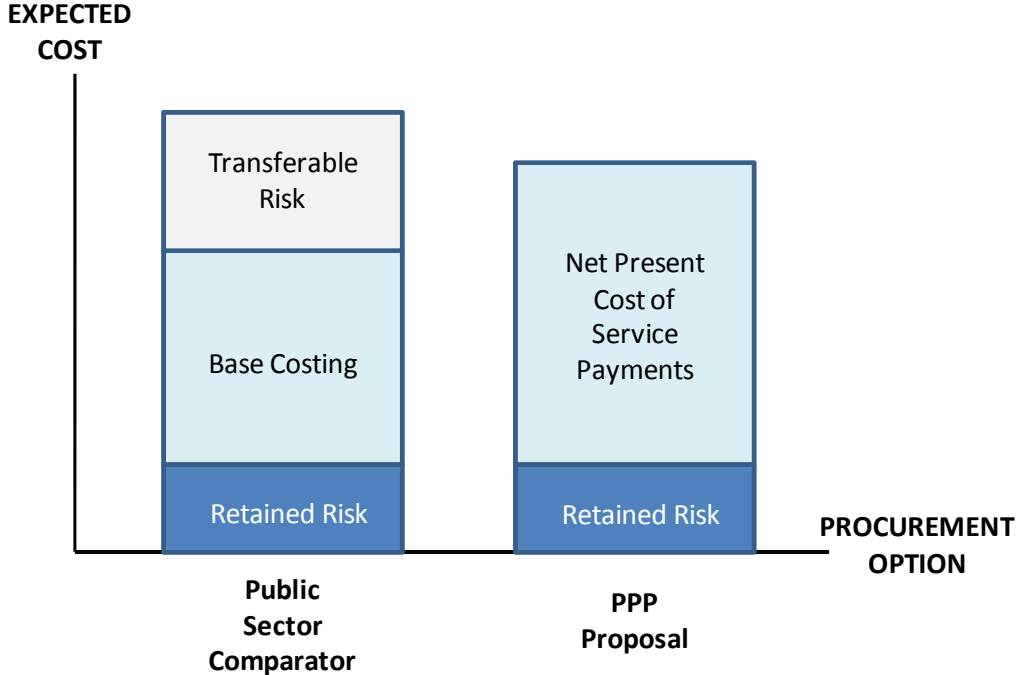 EXPECTED
COST
Transferable
Risk
Base Costing
Retained Risk
Net Present
Cost of
Service
Payments
Retained Risk
PROCUREMENT
OPTION
Public
Sector
Comparator
PPP
Proposal